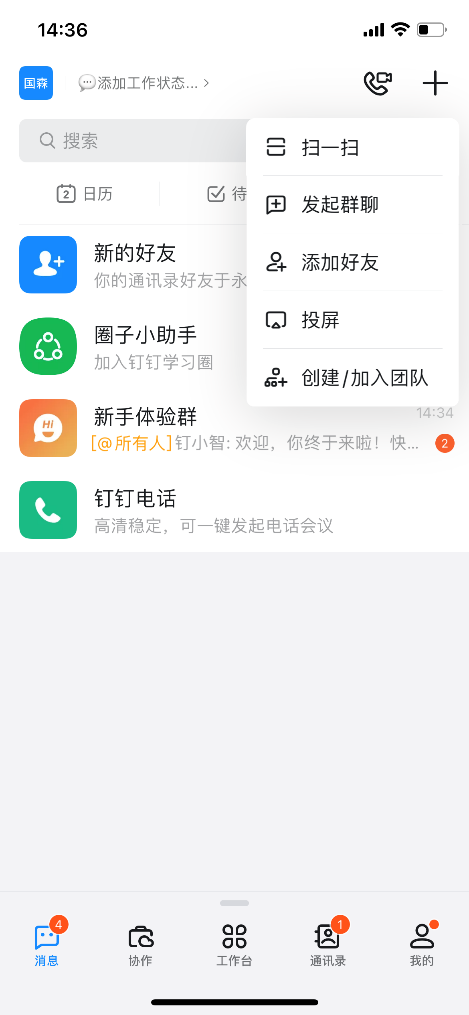 14:36
国森
添加工作状态... >
搜索
扫一扫
2
日历
待
发起群聊
新的好友
你的通讯录好友于永
添加好友
圈子小助手
加入钉钉学习圈
投屏
创建/加入团队
新手体验群
14:34
Hi
[@所有人]钉小智: 欢迎，你终于来啦！快...
2
钉钉电话
高清稳定，可一键发起电话会议
4
1
消息
协作
工作台
通讯录
我的